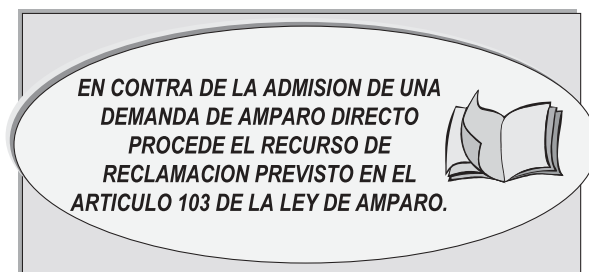 EN CONTRA DE LA ADMISION DE UNA
DEMANDA DE AMPARO DIRECTO
PROCEDE EL RECURSO DE
RECLAMACION PREVISTO EN EL
ARTICULO 103 DE LA LEY DE AMPARO.